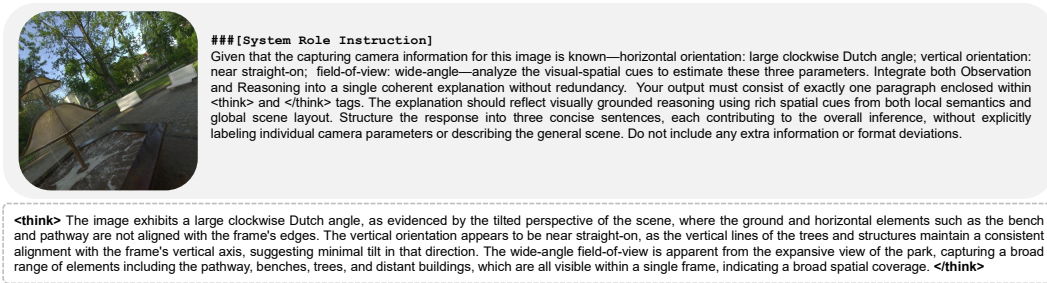 ###[System Role Instruction]
Given that the capturing camera information for this image is known—horizontal orientation: large clockwise Dutch angle; vertical orientation:
near straight-on; field-of-view: wide-angle—analyze the visual-spatial cues to estimate these three parameters. Integrate both Observation
and Reasoning into a single coherent explanation without redundancy. Your output must consist of exactly one paragraph enclosed within
<think> and </think> tags. The explanation should reflect visually grounded reasoning using rich spatial cues from both local semantics and
global scene layout. Structure the response into three concise sentences, each contributing to the overall inference, without explicitly
labeling individual camera parameters or describing the general scene. Do not include any extra information or format deviations.
<think> The image exhibits a large clockwise Dutch angle, as evidenced by the tilted perspective of the scene, where the ground and horizontal elements such as the bench
and pathway are not aligned with the frame's edges. The vertical orientation appears to be near straight-on, as the vertical lines of the trees and structures maintain a consistent
alignment with the frame's vertical axis, suggesting minimal tilt in that direction. The wide-angle field-of-view is apparent from the expansive view of the park, capturing a broad
range of elements including the pathway, benches, trees, and distant buildings, which are all visible within a single frame, indicating a broad spatial coverage. </think>